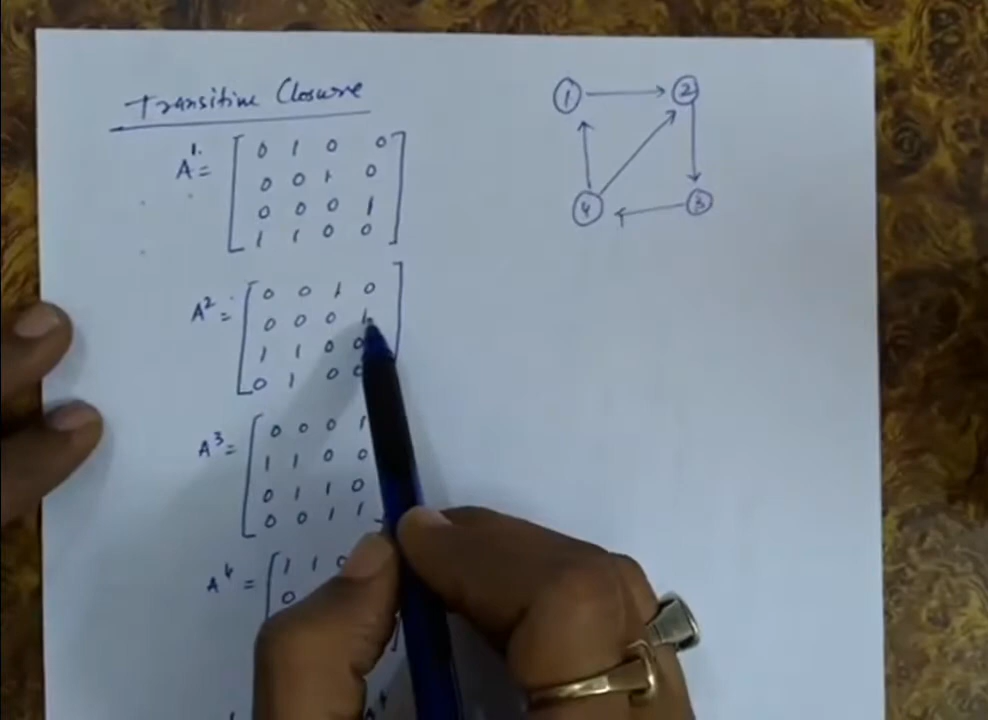 Transitive Closure
A¹ = [ 0 1 0 0
0 0 1 0
0 0 0 1
1 1 0 0 ]
A² = [ 0 0 1 0
0 0 0 1
1 1 0 0
0 1 0 0 ]
A³ = [ 0 0 0 1
1 1 0 0
0 1 1 0
0 0 1 1
A⁴ = [ 1 1 0
0
1 2
4 3